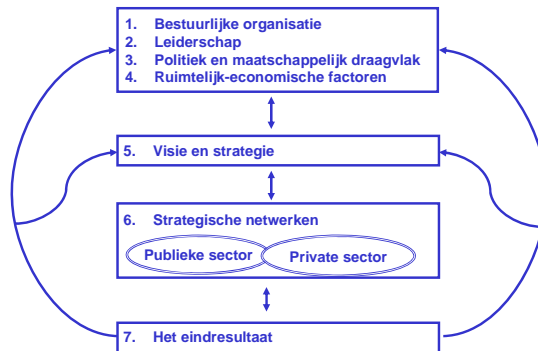 1. Bestuurlijke organisatie
2. Leiderschap
3. Politiek en maatschappelijk draagvlak
4. Ruimtelijk-economische factoren
5. Visie en strategie
6. Strategische netwerken
Publieke sector Private sector
7. Het eindresultaat